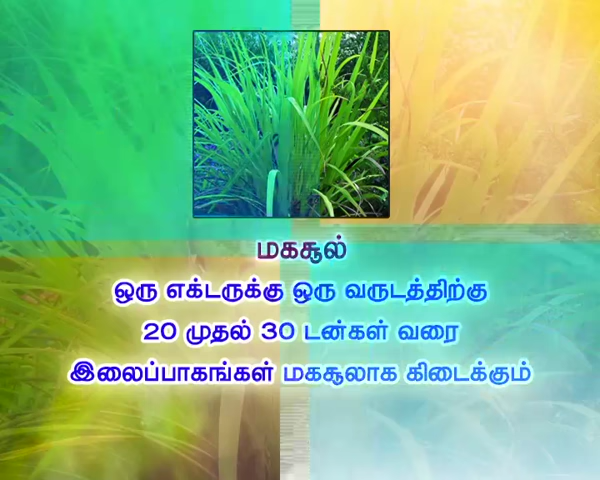 மகசூல்
ஒரு எக்டருக்கு ஒரு வருடத்திற்கு
20 முதல் 30 டன்கள் வரை
இலைப்பாகங்கள் மகசூலாக கிடைக்கும்